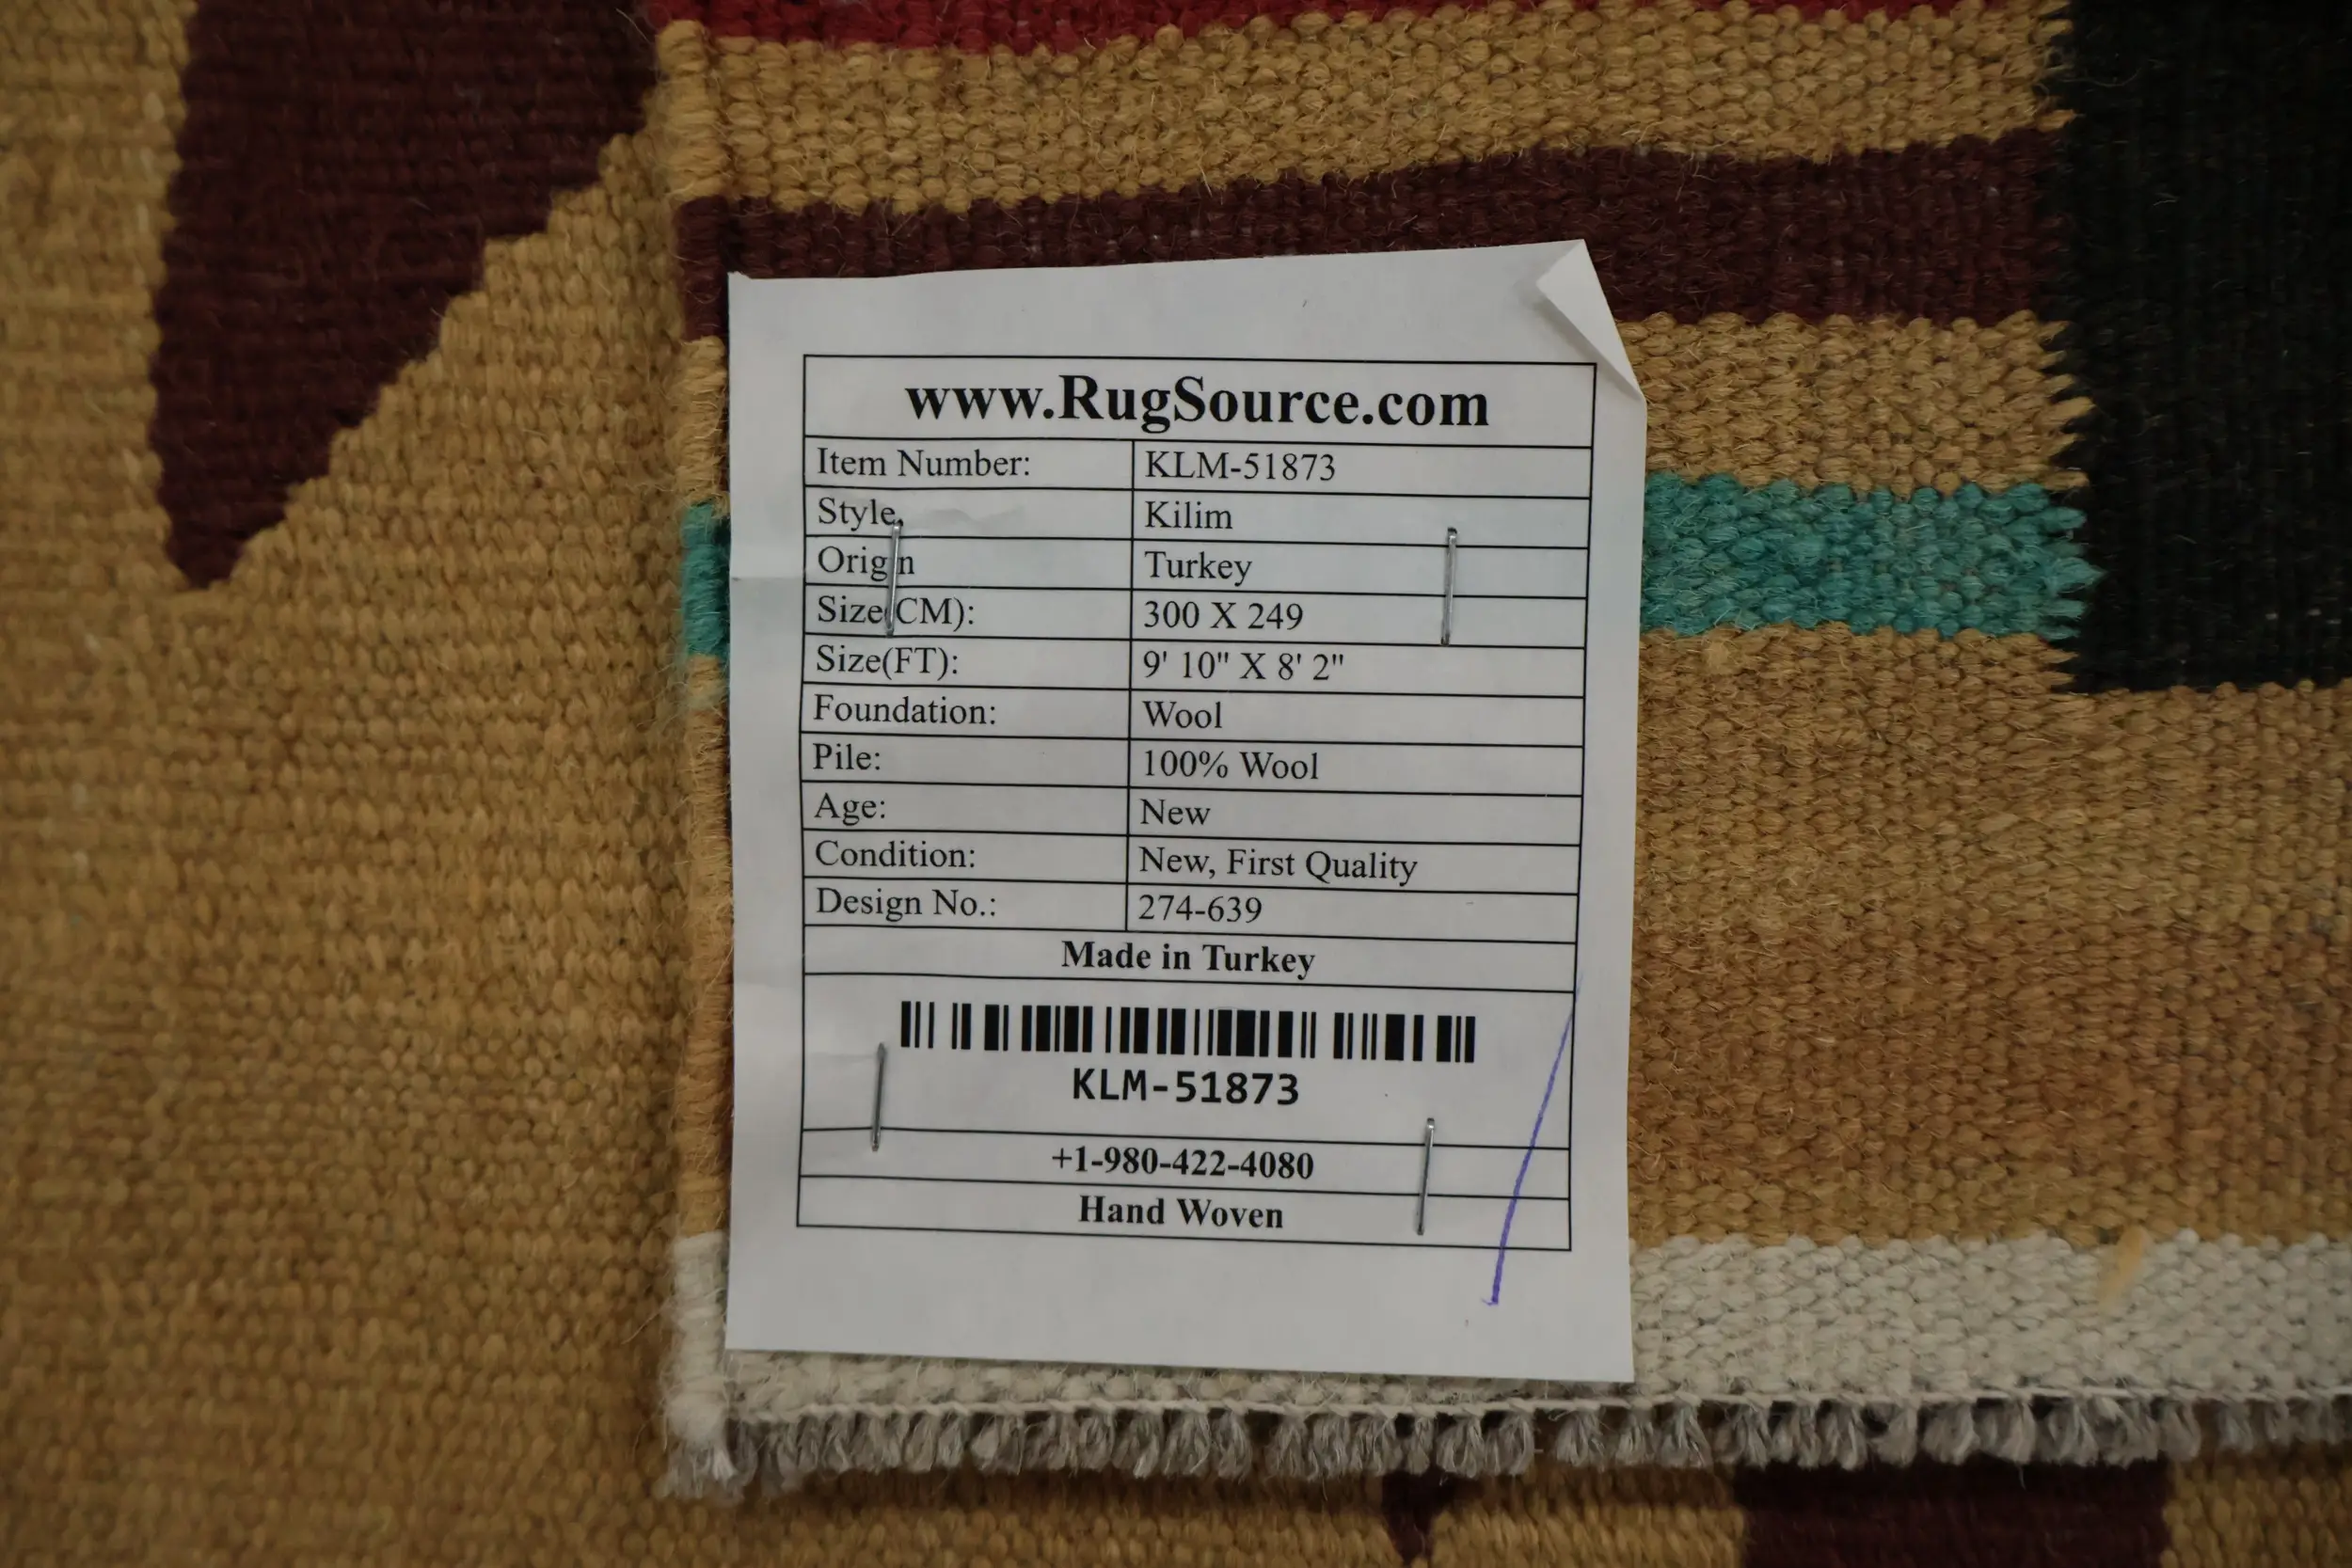 www.RugSource.com
Item Number: KLM-51873
Style, Kilim
Origin Turkey
Size(CM): 300 X 249
Size(FT): 9' 10" X 8' 2"
Foundation: Wool
Pile: 100% Wool
Age: New
Condition: New, First Quality
Design No.: 274-639
Made in Turkey
KLM-51873
+1-980-422-4080
Hand Woven